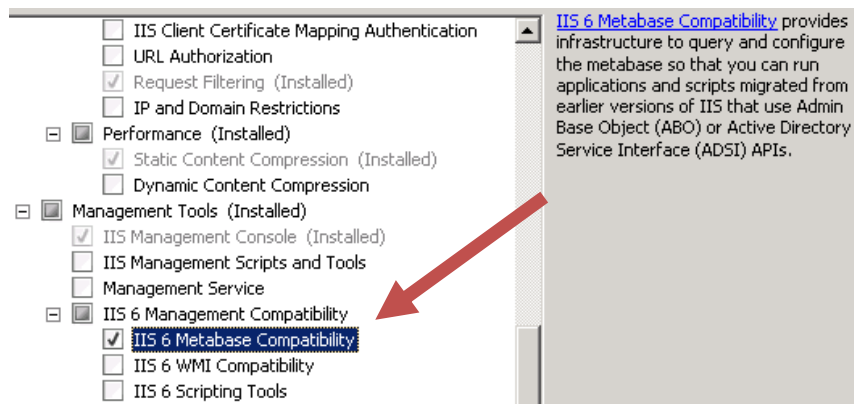 IIS Client Certificate Mapping Authentication
URL Authorization
Request Filtering (Installed)
IP and Domain Restrictions
Performance (Installed)
Static Content Compression (Installed)
Dynamic Content Compression
Management Tools (Installed)
IIS Management Console (Installed)
IIS Management Scripts and Tools
Management Service
IIS 6 Management Compatibility
IIS 6 Metabase Compatibility
IIS 6 WMI Compatibility
IIS 6 Scripting Tools
IIS 6 Metabase Compatibility provides
infrastructure to query and configure
the metabase so that you can run
applications and scripts migrated from
earlier versions of IIS that use Admin
Base Object (ABO) or Active Directory
Service Interface (ADSI) APIs.